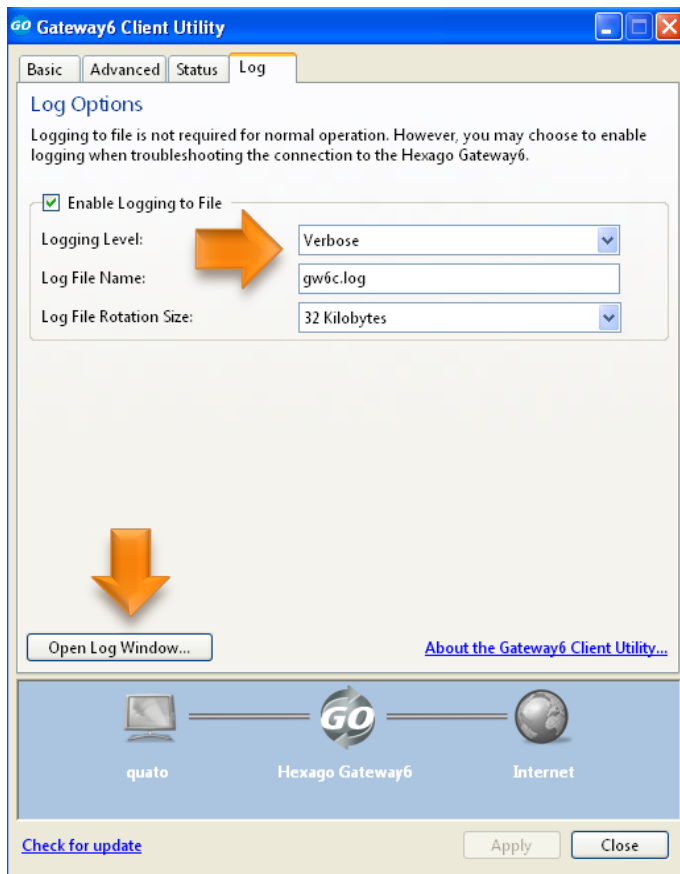 GO Gateway6 Client Utility
Basic Advanced Status Log
Log Options
Logging to file is not required for normal operation. However, you may choose to enable
logging when troubleshooting the connection to the Hexago Gateway6.
Enable Logging to File
Logging Level: Verbose
Log File Name: gw6c.log
Log File Rotation Size: 32 Kilobytes
Open Log Window... About the Gateway6 Client Utility...
GO
quato Hexago Gateway6 Internet
Check for update Apply Close